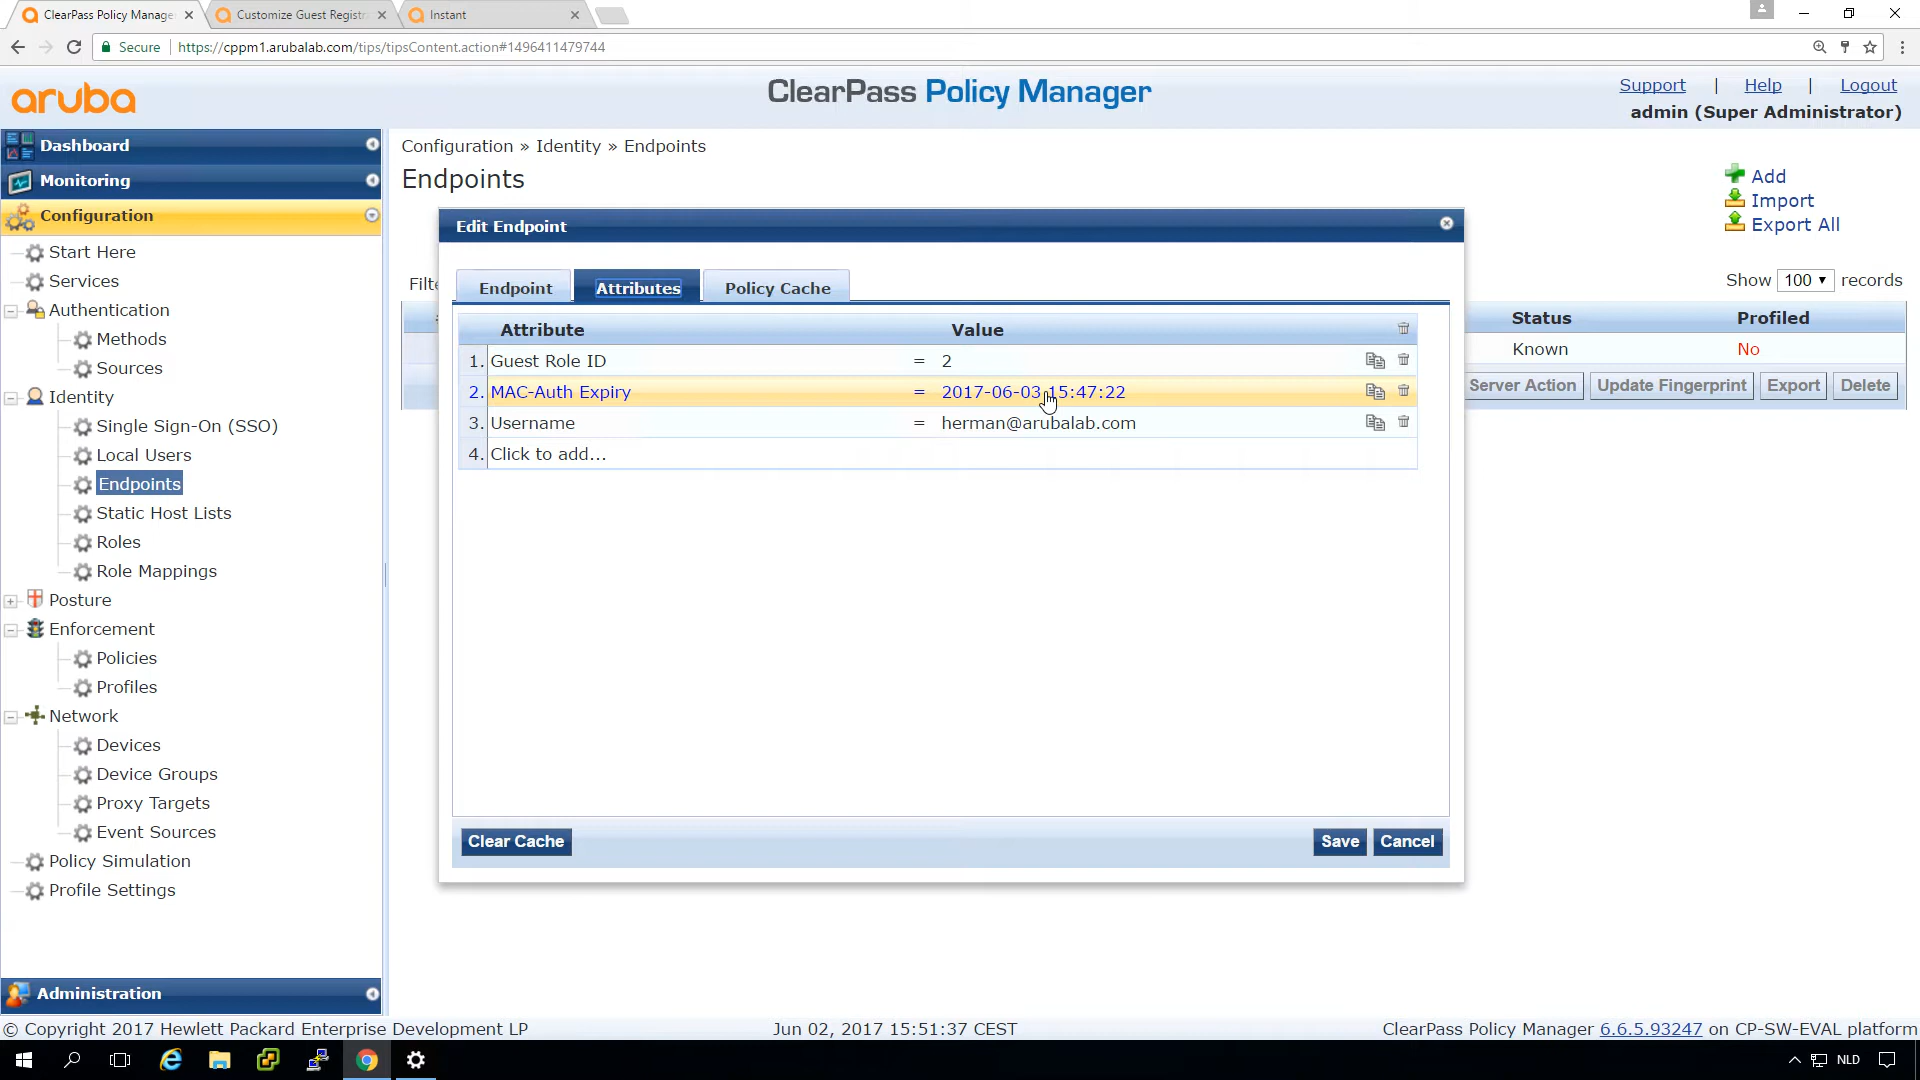 ClearPass Policy Manage
Customize Guest Registr
Instant
Secure
https://cppm1.arubalab.com/tips/tipsContent.action#1496411479744
aruba
ClearPass Policy Manager
Support | Help | Logout
admin (Super Administrator)
Dashboard
Monitoring
Configuration
Start Here
Services
Authentication
Methods
Sources
Identity
Single Sign-On (SSO)
Local Users
Endpoints
Static Host Lists
Roles
Role Mappings
Posture
Enforcement
Policies
Profiles
Network
Devices
Device Groups
Proxy Targets
Event Sources
Policy Simulation
Profile Settings
Administration
Configuration » Identity » Endpoints
Endpoints
Add
Import
Export All
Filte
Show 100 records
Status Profiled
Known No
Server Action Update Fingerprint Export Delete
Edit Endpoint
Endpoint Attributes Policy Cache
Attribute Value
1. Guest Role ID = 2
2. MAC-Auth Expiry = 2017-06-03 15:47:22
3. Username = herman@arubalab.com
4. Click to add...
Clear Cache Save Cancel
© Copyright 2017 Hewlett Packard Enterprise Development LP
Jun 02, 2017 15:51:37 CEST
ClearPass Policy Manager 6.6.5.93247 on CP-SW-EVAL platform
NLD